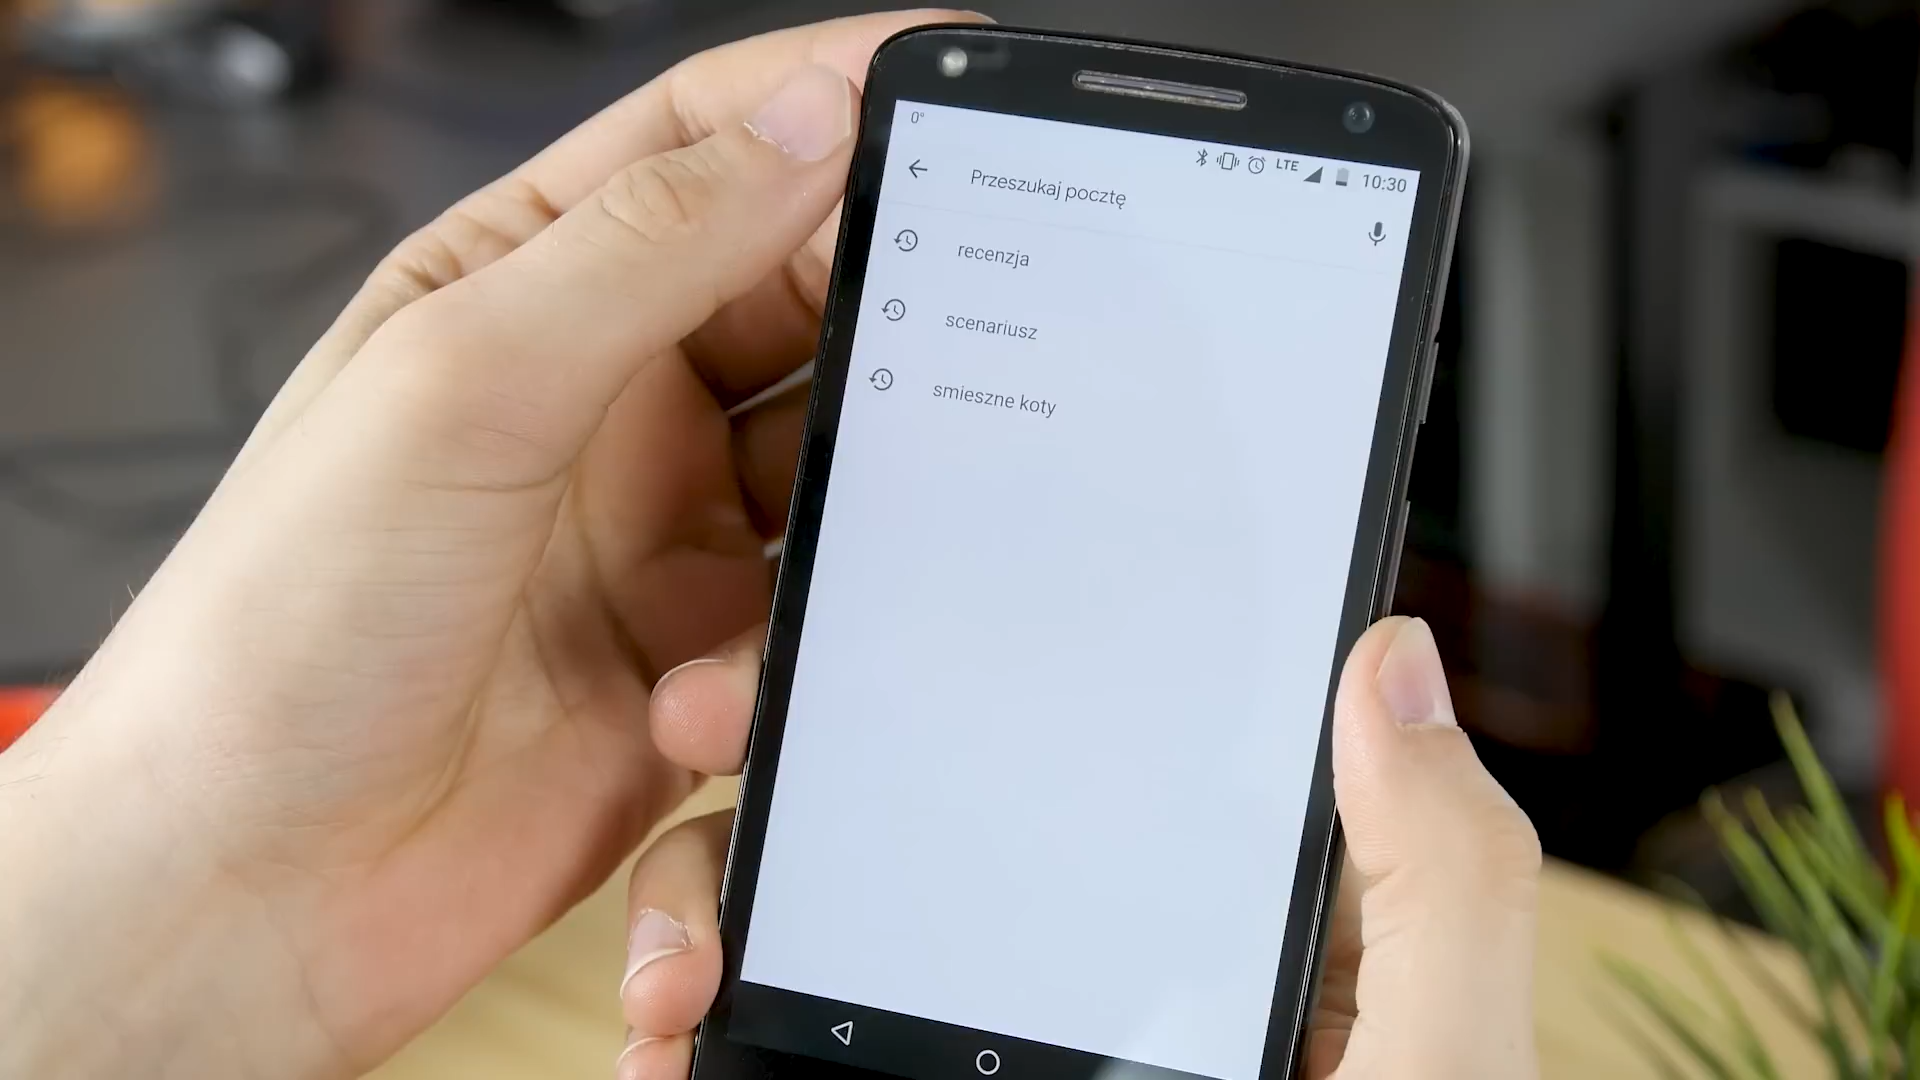 0°
LTE 10:30
Przeszukaj pocztę
recenzja
scenariusz
smieszne koty